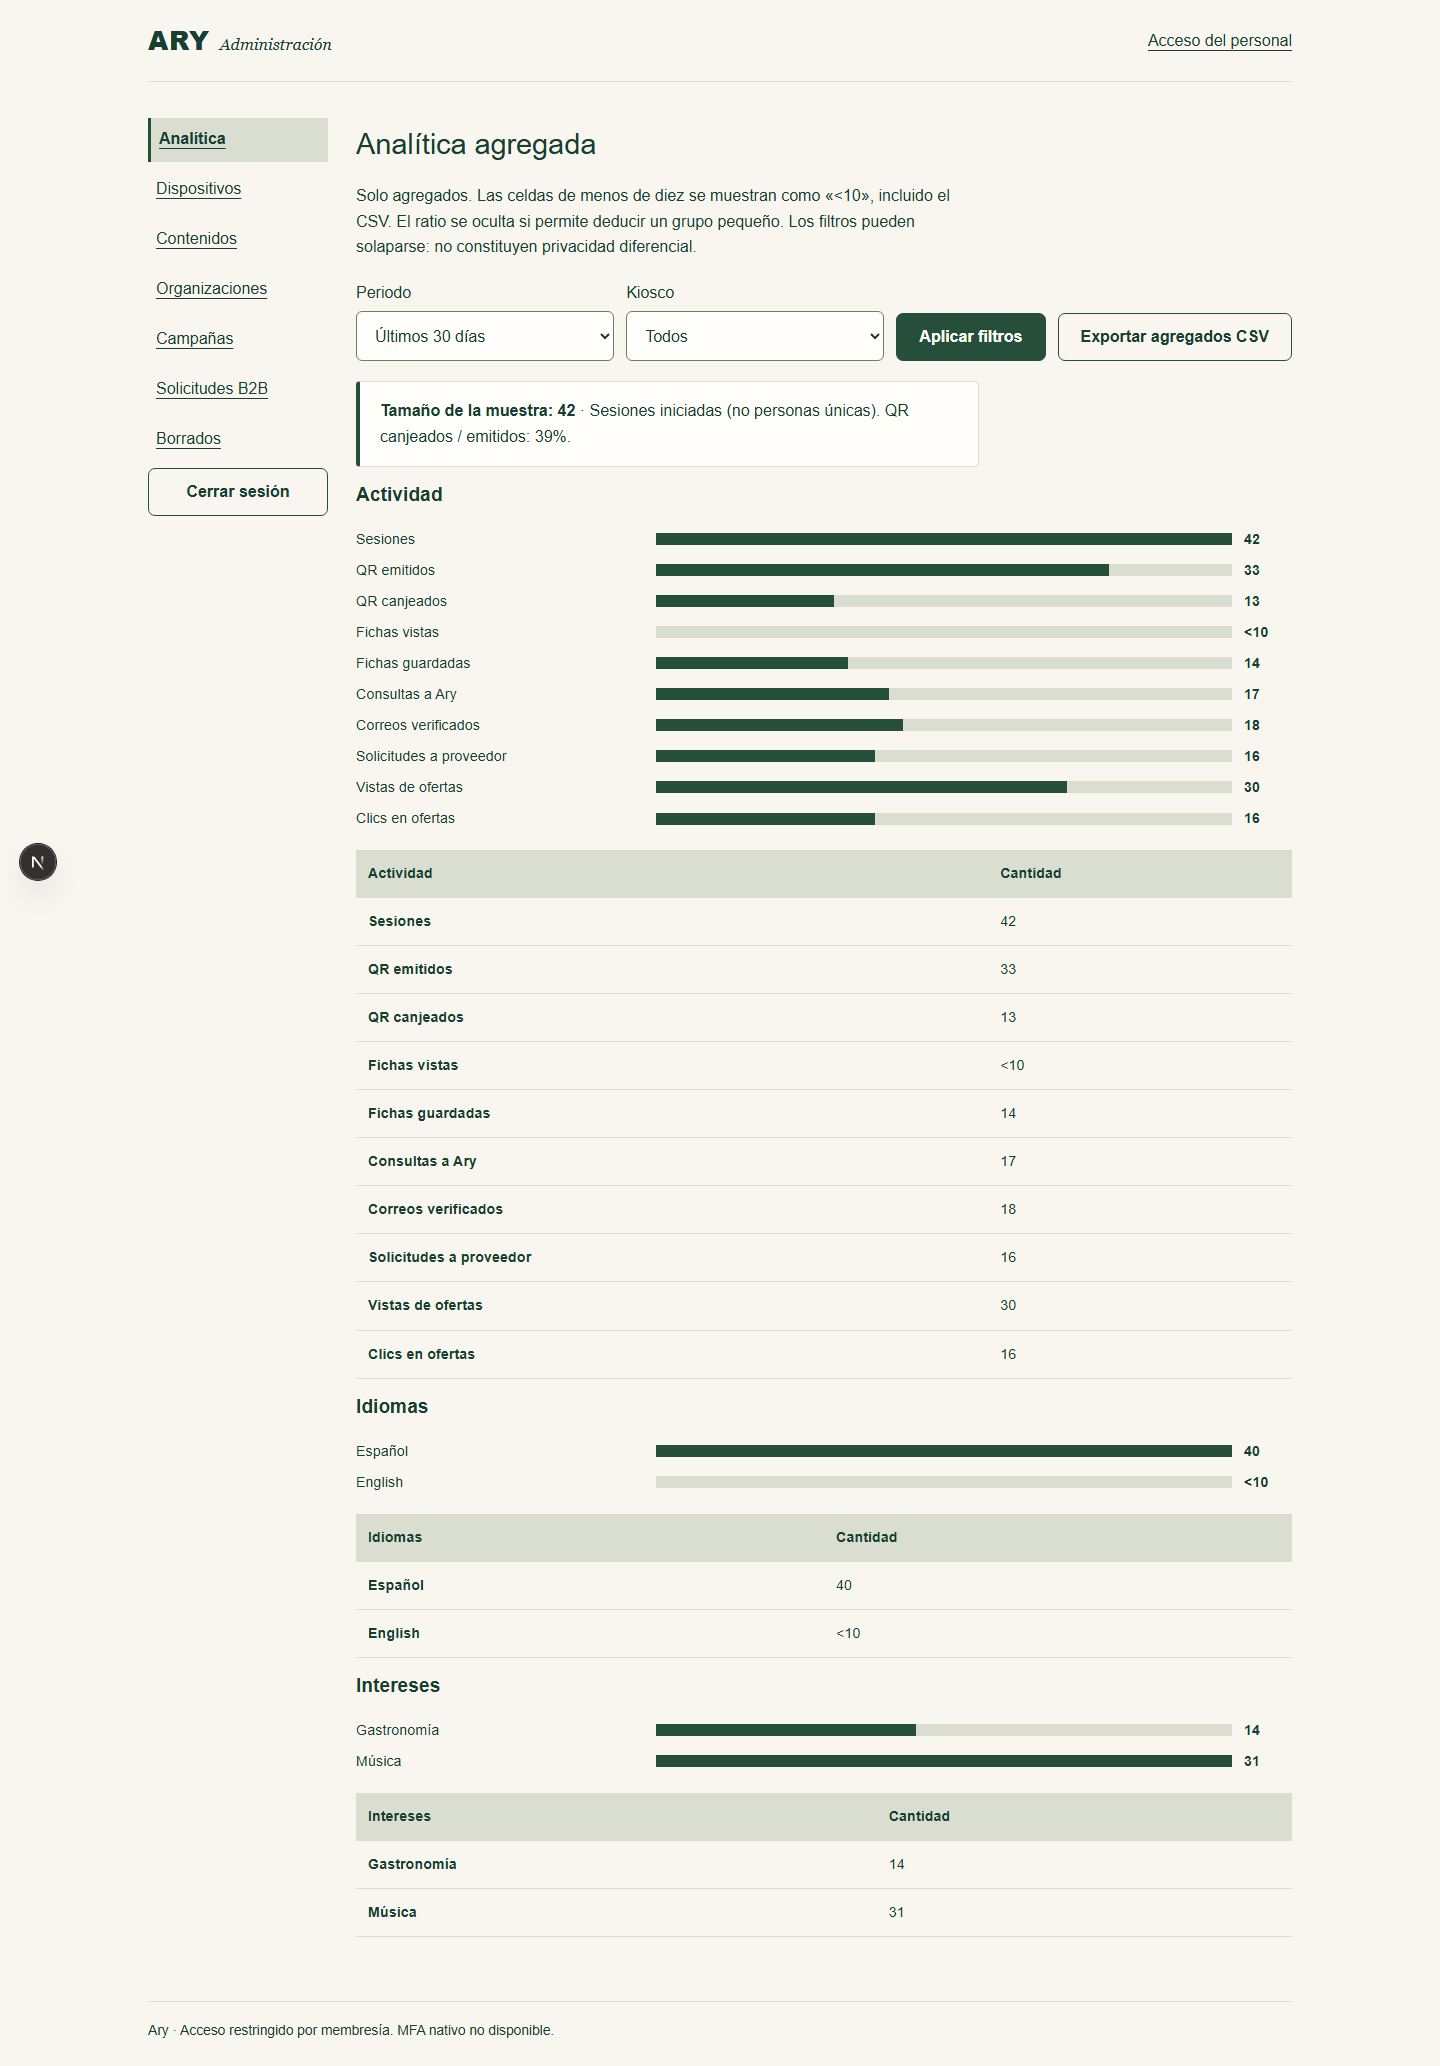 ARY Administración
Acceso del personal
Analítica
Dispositivos
Contenidos
Organizaciones
Campañas
Solicitudes B2B
Borrados
Cerrar sesión
Analítica agregada
Solo agregados. Las celdas de menos de diez se muestran como «<10», incluido el
CSV. El ratio se oculta si permite deducir un grupo pequeño. Los filtros pueden
solaparse: no constituyen privacidad diferencial.
Periodo
Kiosco
Últimos 30 días
Todos
Aplicar filtros
Exportar agregados CSV
Tamaño de la muestra: 42 · Sesiones iniciadas (no personas únicas). QR
canjeados / emitidos: 39%.
Actividad
Sesiones 42
QR emitidos 33
QR canjeados 13
Fichas vistas <10
Fichas guardadas 14
Consultas a Ary 17
Correos verificados 18
Solicitudes a proveedor 16
Vistas de ofertas 30
Clics en ofertas 16
Actividad Cantidad
Sesiones 42
QR emitidos 33
QR canjeados 13
Fichas vistas <10
Fichas guardadas 14
Consultas a Ary 17
Correos verificados 18
Solicitudes a proveedor 16
Vistas de ofertas 30
Clics en ofertas 16
Idiomas
Español 40
English <10
Idiomas Cantidad
Español 40
English <10
Intereses
Gastronomía 14
Música 31
Intereses Cantidad
Gastronomía 14
Música 31
N
Ary · Acceso restringido por membresía. MFA nativo no disponible.